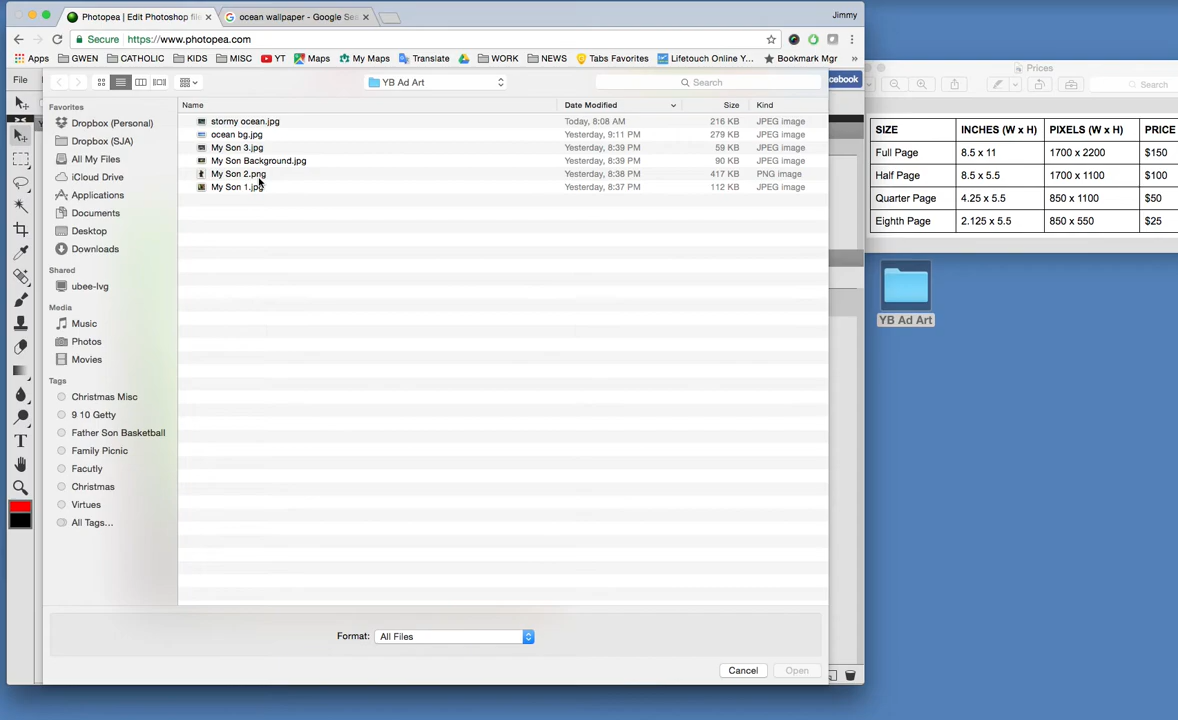 Photopea | Edit Photoshop file
ocean wallpaper - Google Sea
Jimmy
Secure
https://www.photopea.com
Apps
GWEN
CATHOLIC
KIDS
MISC
YT
Maps
My Maps
Translate
WORK
NEWS
Tabs Favorites
Lifetouch Online Y...
Bookmark Mgr
»
File
YB Ad Art
Search
cebook
Prices
Search
Favorites
Dropbox (Personal)
Dropbox (SJA)
All My Files
iCloud Drive
Applications
Documents
Desktop
Downloads
Shared
ubee-lvg
Media
Music
Photos
Movies
Tags
Christmas Misc
9 10 Getty
Father Son Basketball
Family Picnic
Facutly
Christmas
Virtues
All Tags...
Name Date Modified Size Kind
stormy ocean.jpg Today, 8:08 AM 216 KB JPEG image
ocean bg.jpg Yesterday, 9:11 PM 279 KB JPEG image
My Son 3.jpg Yesterday, 8:39 PM 59 KB JPEG image
My Son Background.jpg Yesterday, 8:39 PM 90 KB JPEG image
My Son 2.png Yesterday, 8:38 PM 417 KB PNG image
My Son 1.jpg Yesterday, 8:37 PM 112 KB JPEG image
Format: All Files
Cancel Open
SIZE INCHES (W x H) PIXELS (W x H) PRICE
Full Page 8.5 x 11 1700 x 2200 $150
Half Page 8.5 x 5.5 1700 x 1100 $100
Quarter Page 4.25 x 5.5 850 x 1100 $50
Eighth Page 2.125 x 5.5 850 x 550 $25
YB Ad Art